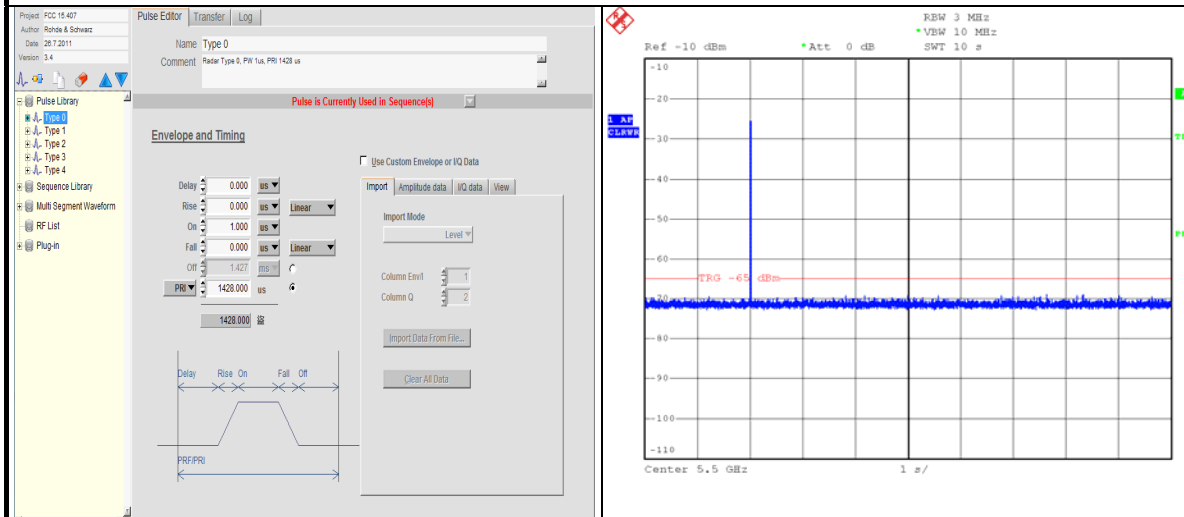 Project FCC 15.407
Author Rohde & Schwarz
Date 26.7.2011
Version 3.4
Pulse Library
Type 0
Type 1
Type 2
Type 3
Type 4
Sequence Library
Multi Segment Waveform
RF List
Plug-in
Pulse Editor Transfer Log
Name Type 0
Comment Radar Type 0, PW 1us, PRI 1428 us
Pulse is Currently Used in Sequence(s)
Envelope and Timing
Use Custom Envelope or I/Q Data
Delay 0.000 us
Rise 0.000 us Linear
On 1.000 us
Fall 0.000 us Linear
Off 1.427 ms
PRI 1428.000 us
1428.000
Import Amplitude data I/Q data View
Import Mode
Level
Column Env/I 1
Column Q 2
Import Data From File...
Clear All Data
Delay Rise On Fall Off
PRF/PRI
RBW 3 MHz
*VBW 10 MHz
Ref -10 dBm *Att 0 dB SWT 10 s
1 AP
CLRWR
-10
-20
-30
-40
-50
-60
TRG -65 dBm
-70
-80
-90
-100
-110
Center 5.5 GHz 1 s/